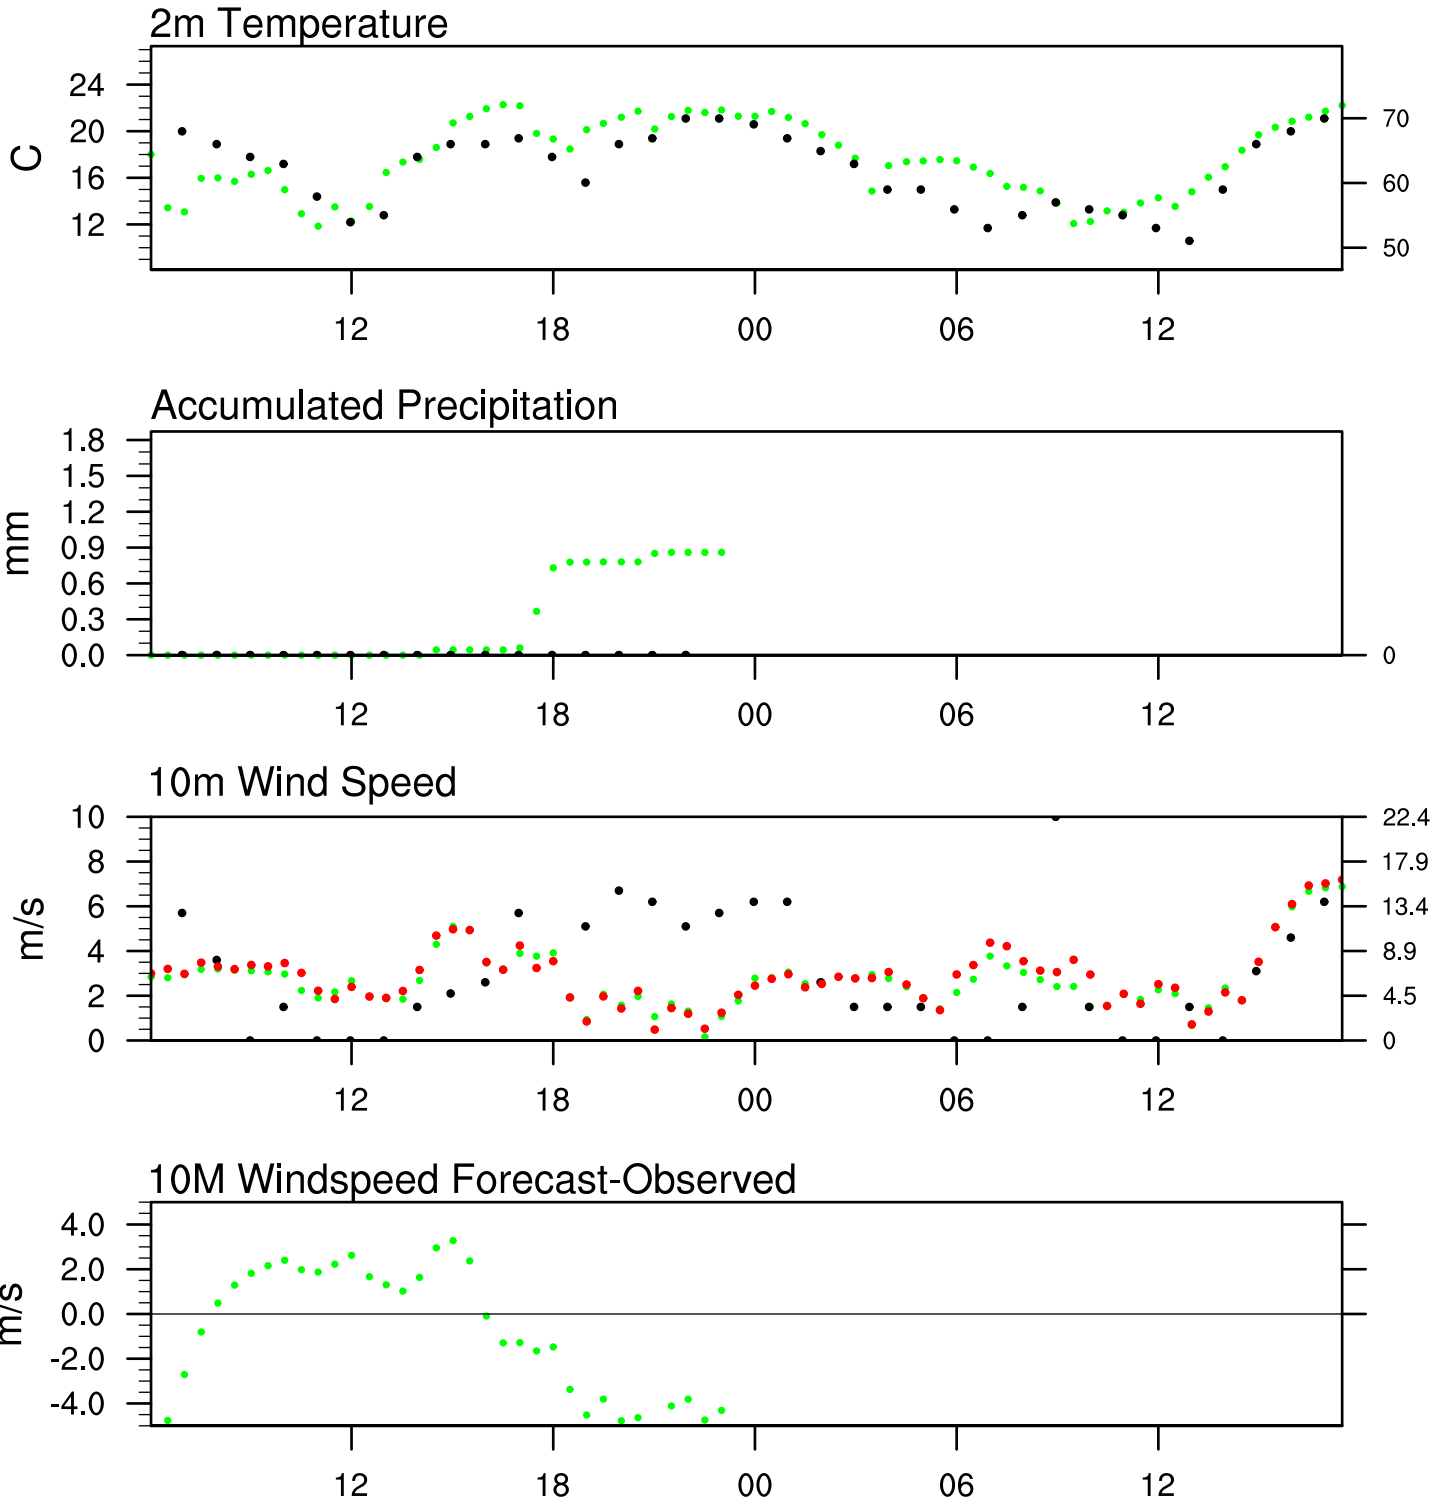 2m Temperature
C
24
20
16
12
70
60
50
12 18 00 06 12
Accumulated Precipitation
mm
1.8
1.5
1.2
0.9
0.6
0.3
0.0
0
12 18 00 06 12
10m Wind Speed
m/s
10
8
6
4
2
0
22.4
17.9
13.4
8.9
4.5
0
12 18 00 06 12
10M Windspeed Forecast-Observed
m/s
4.0
2.0
0.0
-2.0
-4.0
12 18 00 06 12